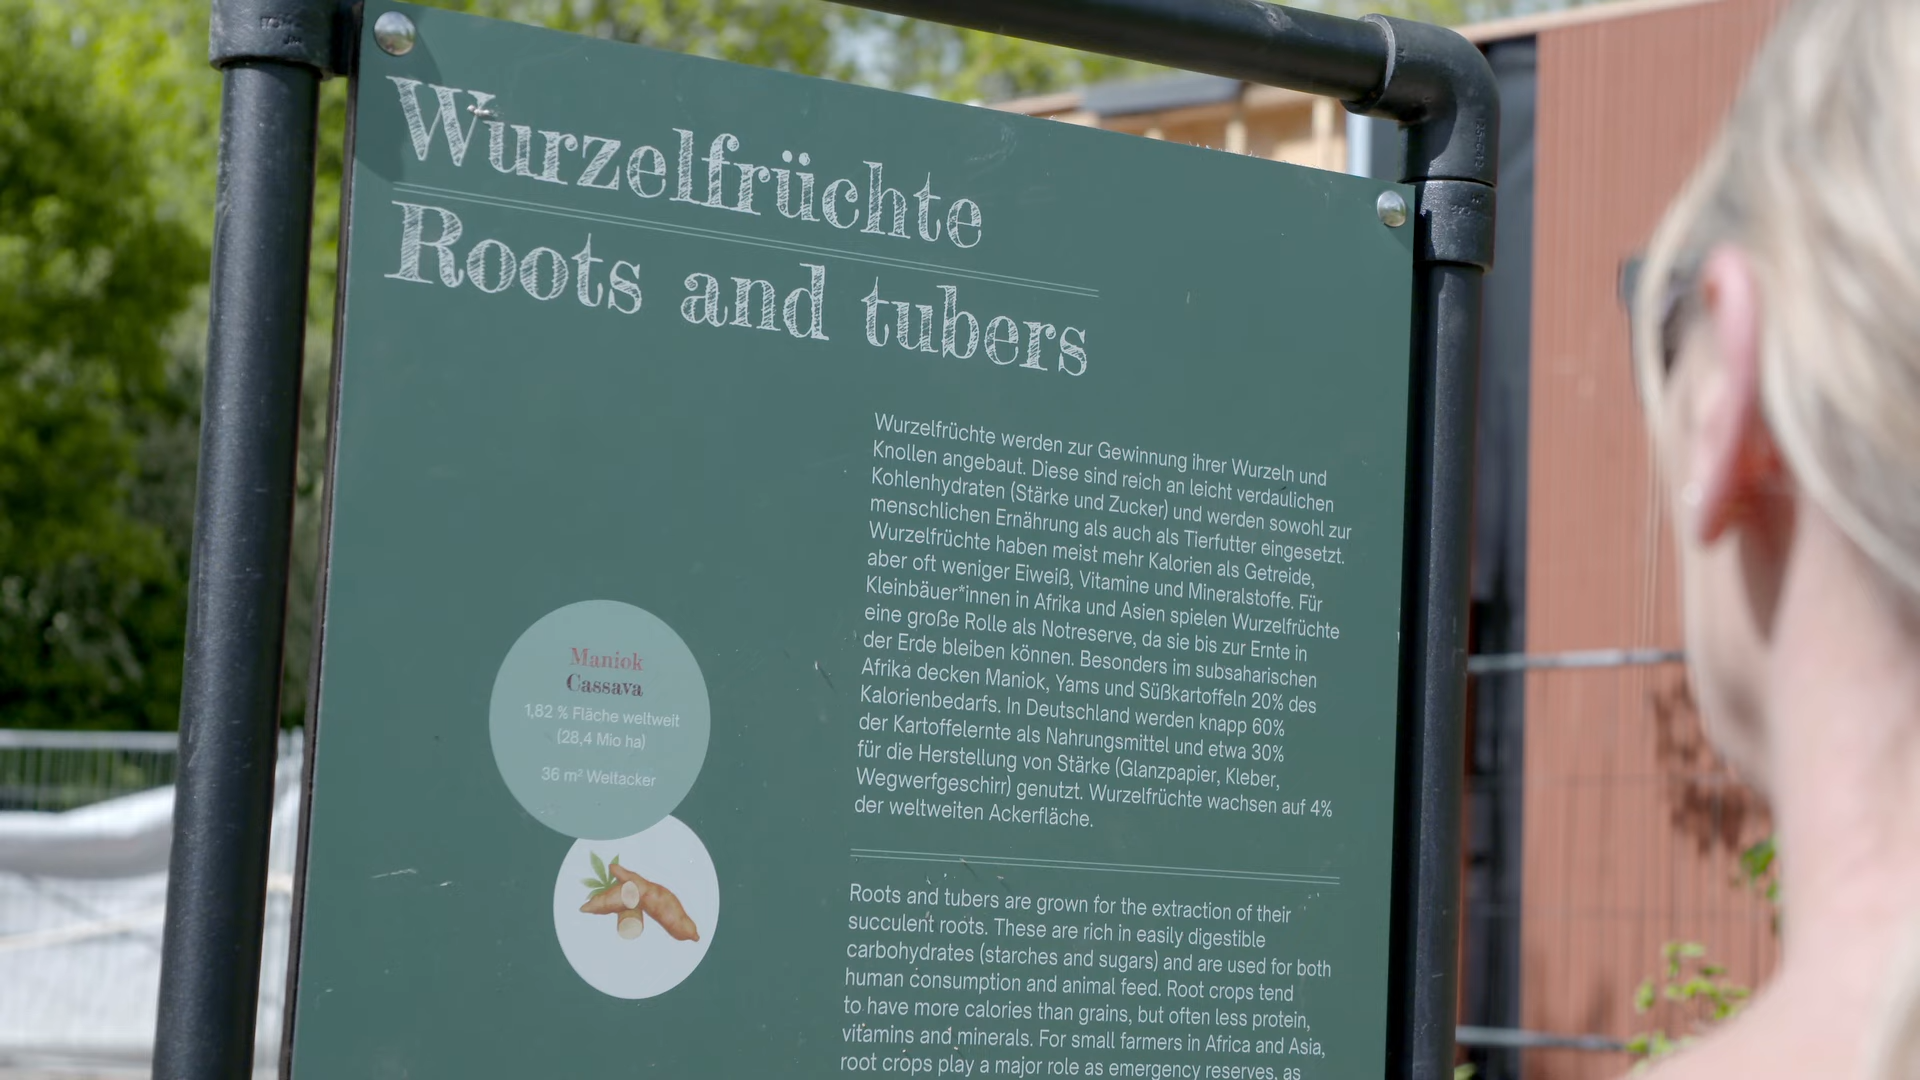 Wurzelfrüchte
Roots and tubers
Wurzelfrüchte werden zur Gewinnung ihrer Wurzeln und
Knollen angebaut. Diese sind reich an leicht verdaulichen
Kohlenhydraten (Stärke und Zucker) und werden sowohl zur
menschlichen Ernährung als auch als Tierfutter eingesetzt.
Wurzelfrüchte haben meist mehr Kalorien als Getreide,
aber oft weniger Eiweiß, Vitamine und Mineralstoffe. Für
Kleinbäuer*innen in Afrika und Asien spielen Wurzelfrüchte
eine große Rolle als Notreserve, da sie bis zur Ernte in
der Erde bleiben können. Besonders im subsaharischen
Afrika decken Maniok, Yams und Süßkartoffeln 20% des
Kalorienbedarfs. In Deutschland werden knapp 60%
der Kartoffelernte als Nahrungsmittel und etwa 30%
für die Herstellung von Stärke (Glanzpapier, Kleber,
Wegwerfgeschirr) genutzt. Wurzelfrüchte wachsen auf 4%
der weltweiten Ackerfläche.
Maniok
Cassava
1,82 % Fläche weltweit
(28,4 Mio ha)
36 m² Weltacker
Roots and tubers are grown for the extraction of their
succulent roots. These are rich in easily digestible
carbohydrates (starches and sugars) and are used for both
human consumption and animal feed. Root crops tend
to have more calories than grains, but often less protein,
vitamins and minerals. For small farmers in Africa and Asia,
root crops play a major role as emergency reserves, as